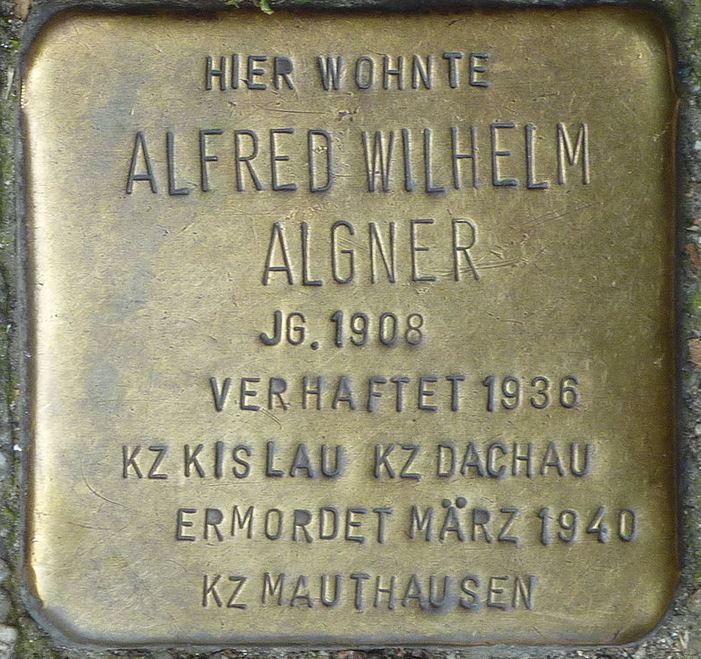 HIER WOHNTE
ALFRED WILHELM
ALGNER
JG. 1908
VERHAFTET 1936
KZ KISLAU KZ DACHAU
ERMORDET MÄRZ 1940
KZ MAUTHAUSEN